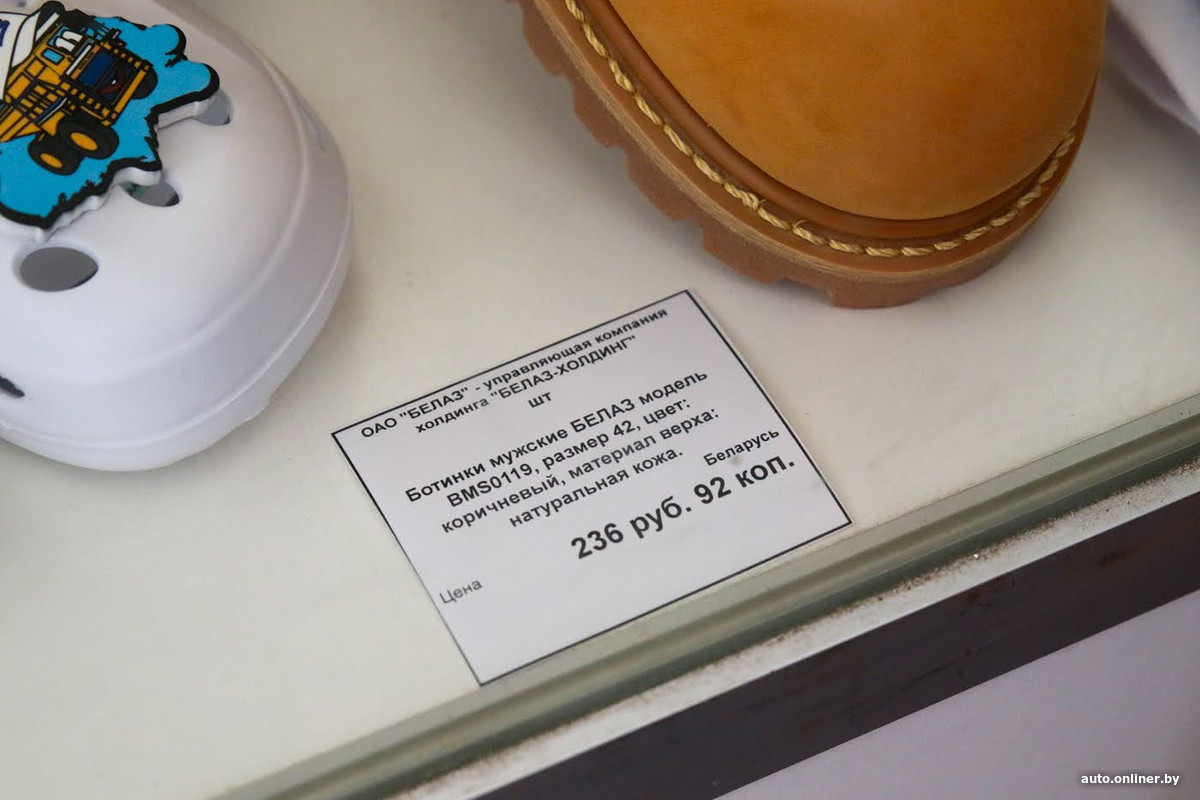 ОАО "БЕЛАЗ" - управляющая компания
холдинга "БЕЛАЗ-ХОЛДИНГ"
шт
Ботинки мужские БЕЛАЗ модель
BMS0119, размер 42, цвет:
коричневый, материал верха:
натуральная кожа.
Беларусь
236 руб. 92 коп.
Цена
auto.onliner.by